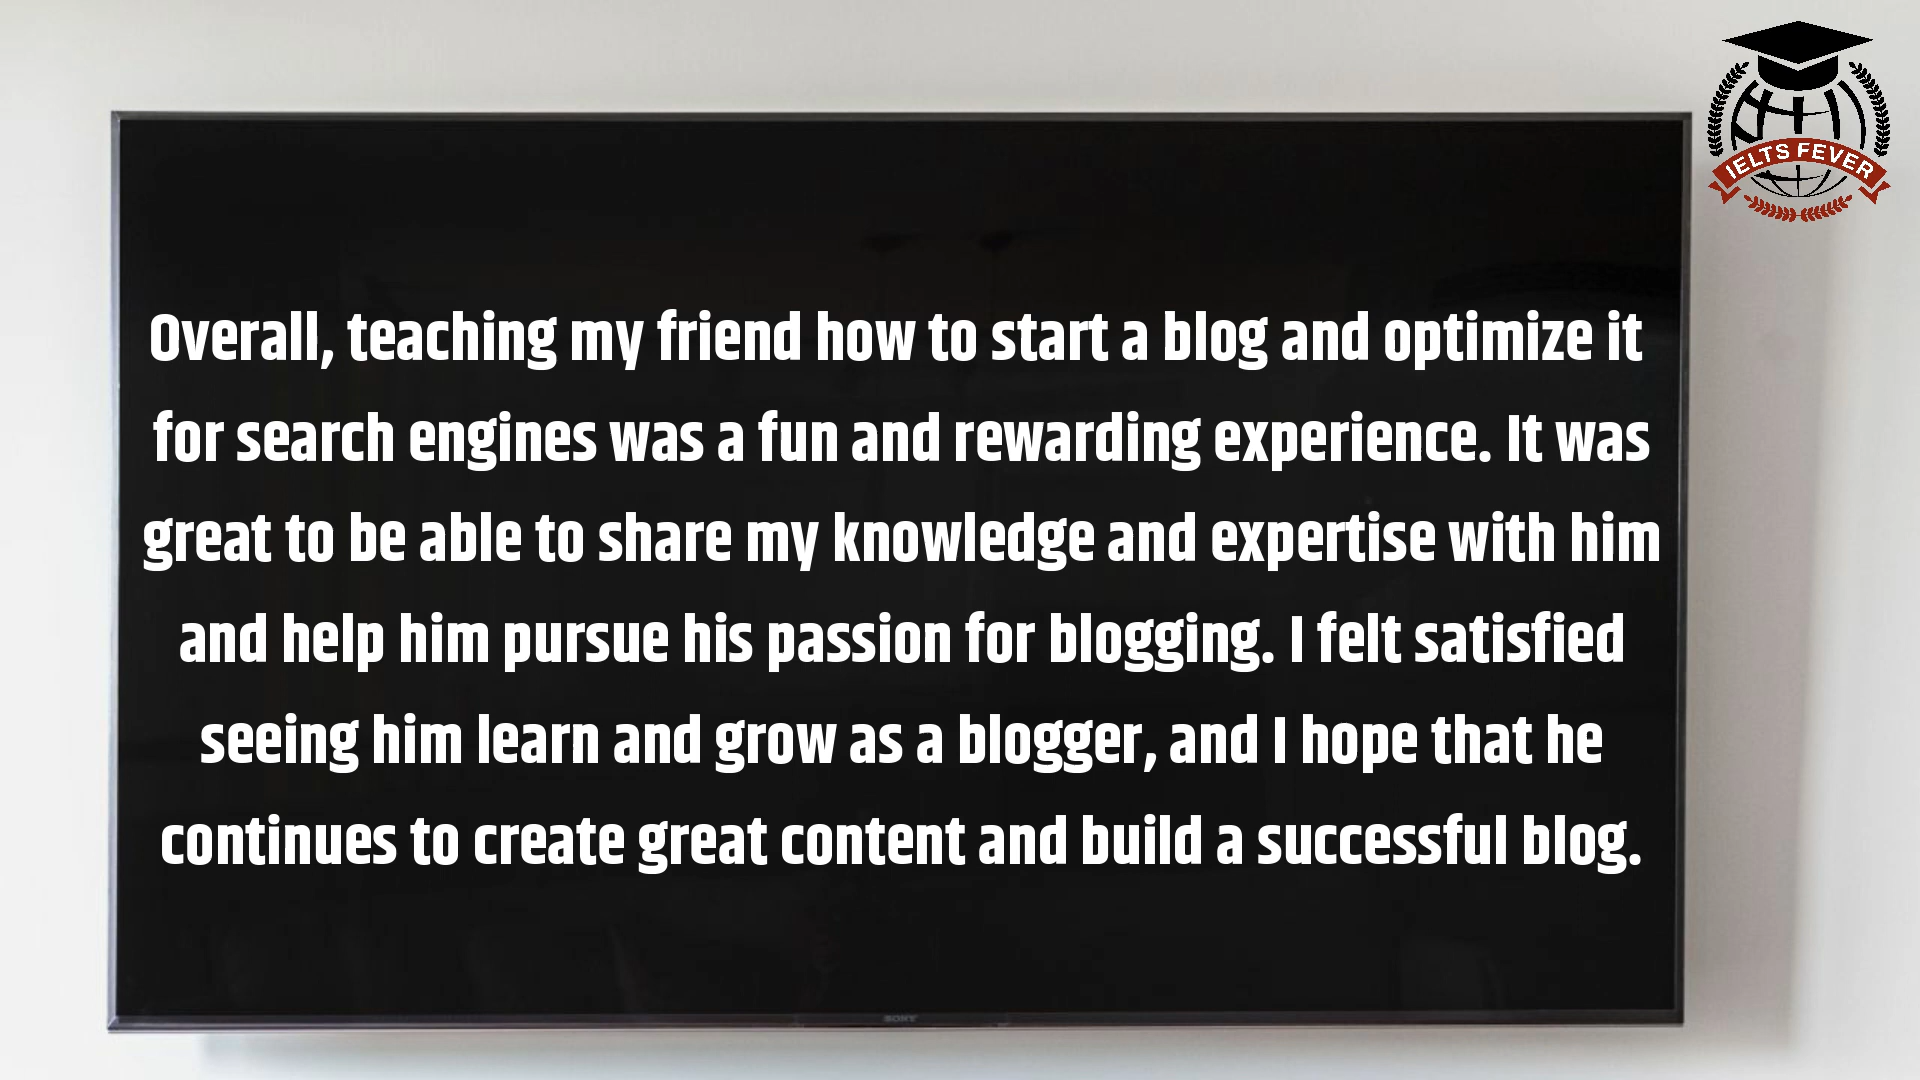 IELTS FEVER
Overall, teaching my friend how to start a blog and optimize it
for search engines was a fun and rewarding experience. It was
great to be able to share my knowledge and expertise with him
and help him pursue his passion for blogging. I felt satisfied
seeing him learn and grow as a blogger, and I hope that he
continues to create great content and build a successful blog.
SONY